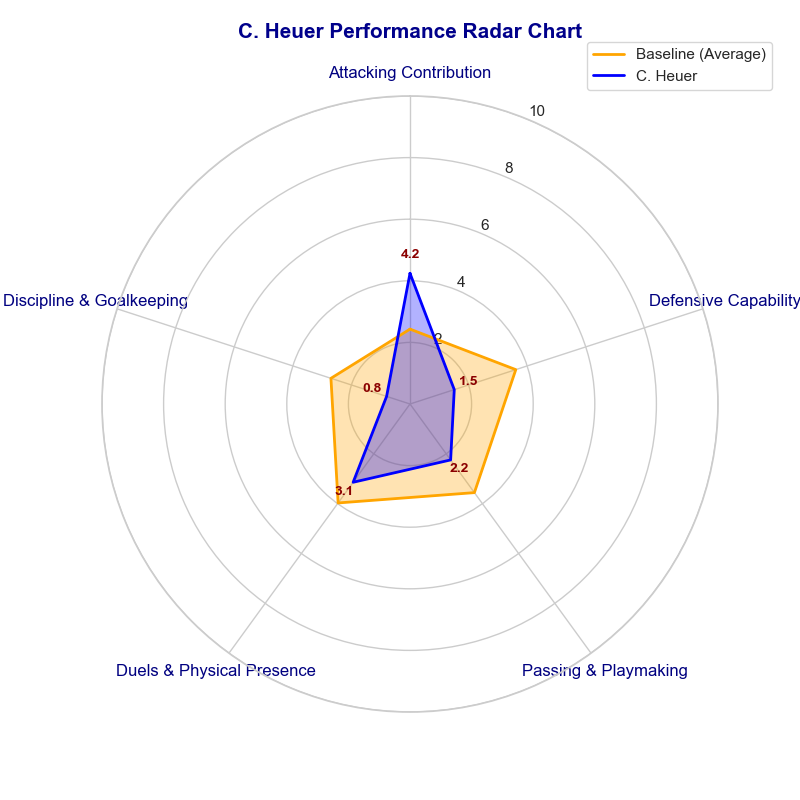 C. Heuer Performance Radar Chart
Baseline (Average)
C. Heuer
Attacking Contribution
10
8
6
4.2
4
2
Discipline & Goalkeeping
Defensive Capability
0.8
1.5
2.2
3.1
Duels & Physical Presence
Passing & Playmaking